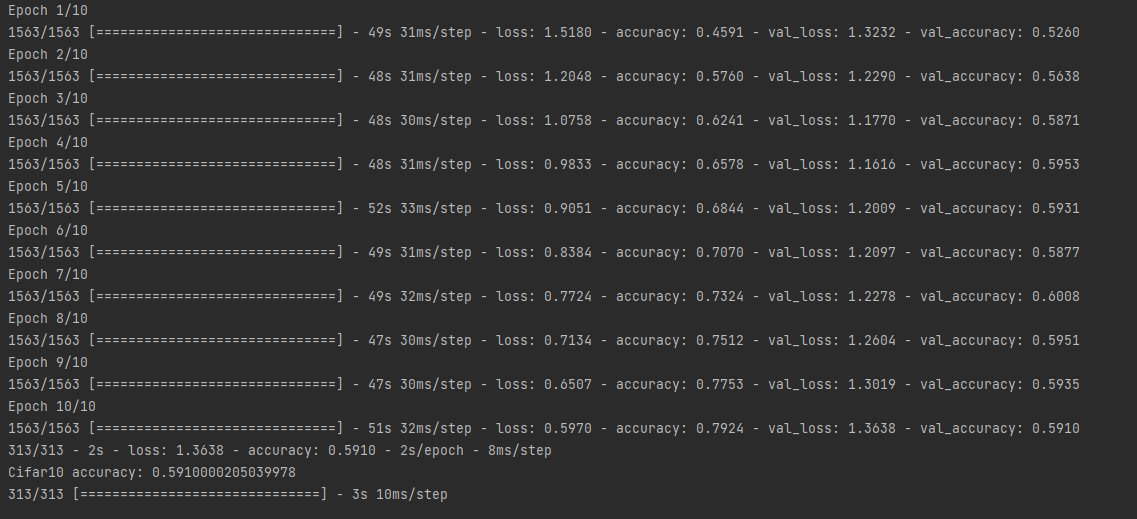 Epoch 1/10
1563/1563 [==============================] - 49s 31ms/step - loss: 1.5180 - accuracy: 0.4591 - val_loss: 1.3232 - val_accuracy: 0.5260
Epoch 2/10
1563/1563 [==============================] - 48s 31ms/step - loss: 1.2048 - accuracy: 0.5760 - val_loss: 1.2290 - val_accuracy: 0.5638
Epoch 3/10
1563/1563 [==============================] - 48s 30ms/step - loss: 1.0758 - accuracy: 0.6241 - val_loss: 1.1770 - val_accuracy: 0.5871
Epoch 4/10
1563/1563 [==============================] - 48s 31ms/step - loss: 0.9833 - accuracy: 0.6578 - val_loss: 1.1616 - val_accuracy: 0.5953
Epoch 5/10
1563/1563 [==============================] - 52s 33ms/step - loss: 0.9051 - accuracy: 0.6844 - val_loss: 1.2009 - val_accuracy: 0.5931
Epoch 6/10
1563/1563 [==============================] - 49s 31ms/step - loss: 0.8384 - accuracy: 0.7070 - val_loss: 1.2097 - val_accuracy: 0.5877
Epoch 7/10
1563/1563 [==============================] - 49s 32ms/step - loss: 0.7724 - accuracy: 0.7324 - val_loss: 1.2278 - val_accuracy: 0.6008
Epoch 8/10
1563/1563 [==============================] - 47s 30ms/step - loss: 0.7134 - accuracy: 0.7512 - val_loss: 1.2604 - val_accuracy: 0.5951
Epoch 9/10
1563/1563 [==============================] - 47s 30ms/step - loss: 0.6507 - accuracy: 0.7753 - val_loss: 1.3019 - val_accuracy: 0.5935
Epoch 10/10
1563/1563 [==============================] - 51s 32ms/step - loss: 0.5970 - accuracy: 0.7924 - val_loss: 1.3638 - val_accuracy: 0.5910
313/313 - 2s - loss: 1.3638 - accuracy: 0.5910 - 2s/epoch - 8ms/step
Cifar10 accuracy: 0.5910000205039978
313/313 [==============================] - 3s 10ms/step